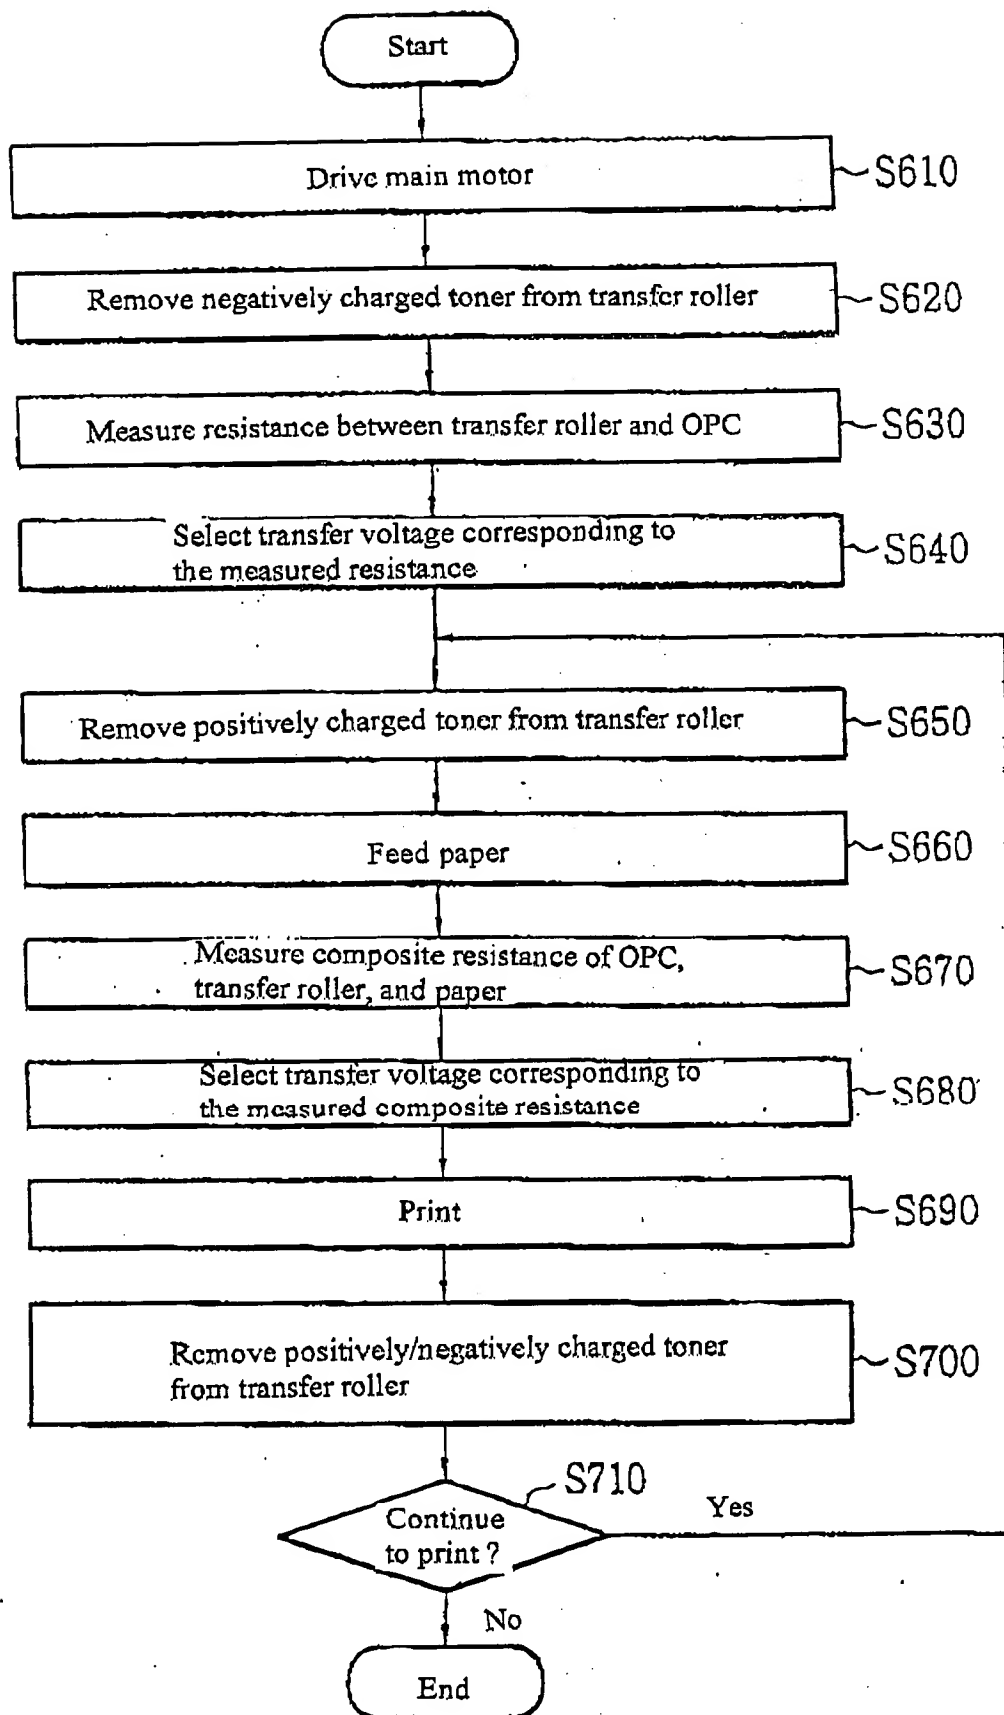 Start
Drive main motor
S610
Remove negatively charged toner from transfer roller
S620
Measure resistance between transfer roller and OPC
S630
Select transfer voltage corresponding to
the measured resistance
S640
Remove positively charged toner from transfer roller
S650
Feed paper
S660
Measure composite resistance of OPC,
transfer roller, and paper
S670
Select transfer voltage corresponding to
the measured composite resistance
S680
Print
S690
Remove positively/negatively charged toner
from transfer roller
S700
S710
Continue
to print ?
Yes
No
End